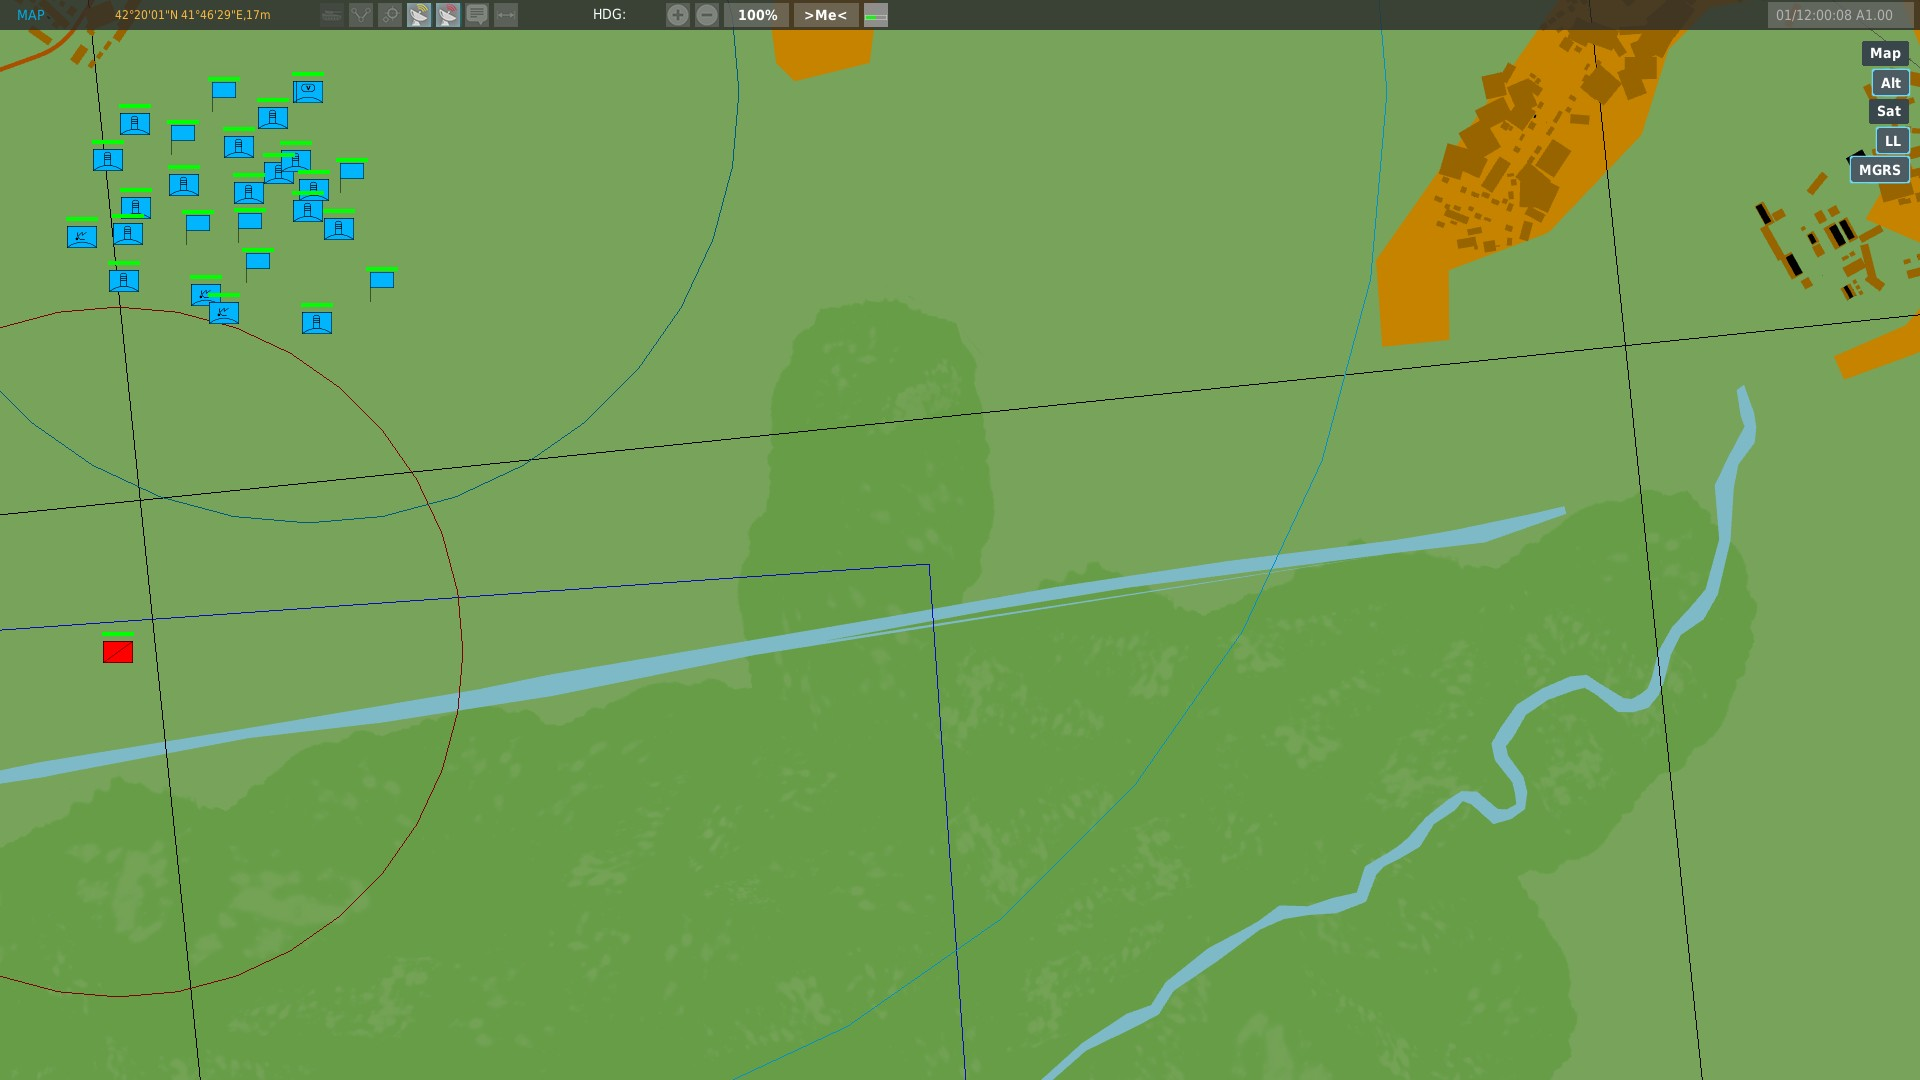 MAP 42°20'01"N 41°46'29"E,17m HDG: 100% >Me< 01/12:00:08 A1.00
Map
Alt
Sat
LL
MGRS